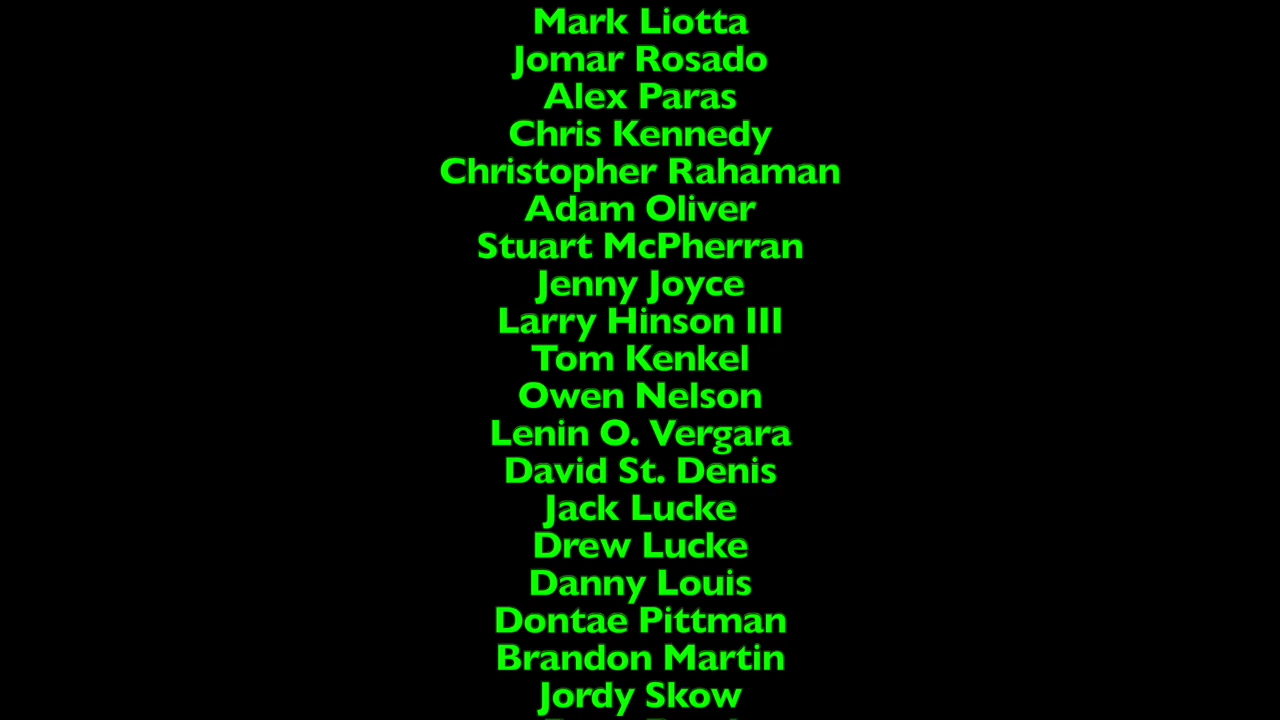 Mark Liotta
Jomar Rosado
Alex Paras
Chris Kennedy
Christopher Rahaman
Adam Oliver
Stuart McPherran
Jenny Joyce
Larry Hinson III
Tom Kenkel
Owen Nelson
Lenin O. Vergara
David St. Denis
Jack Lucke
Drew Lucke
Danny Louis
Dontae Pittman
Brandon Martin
Jordy Skow